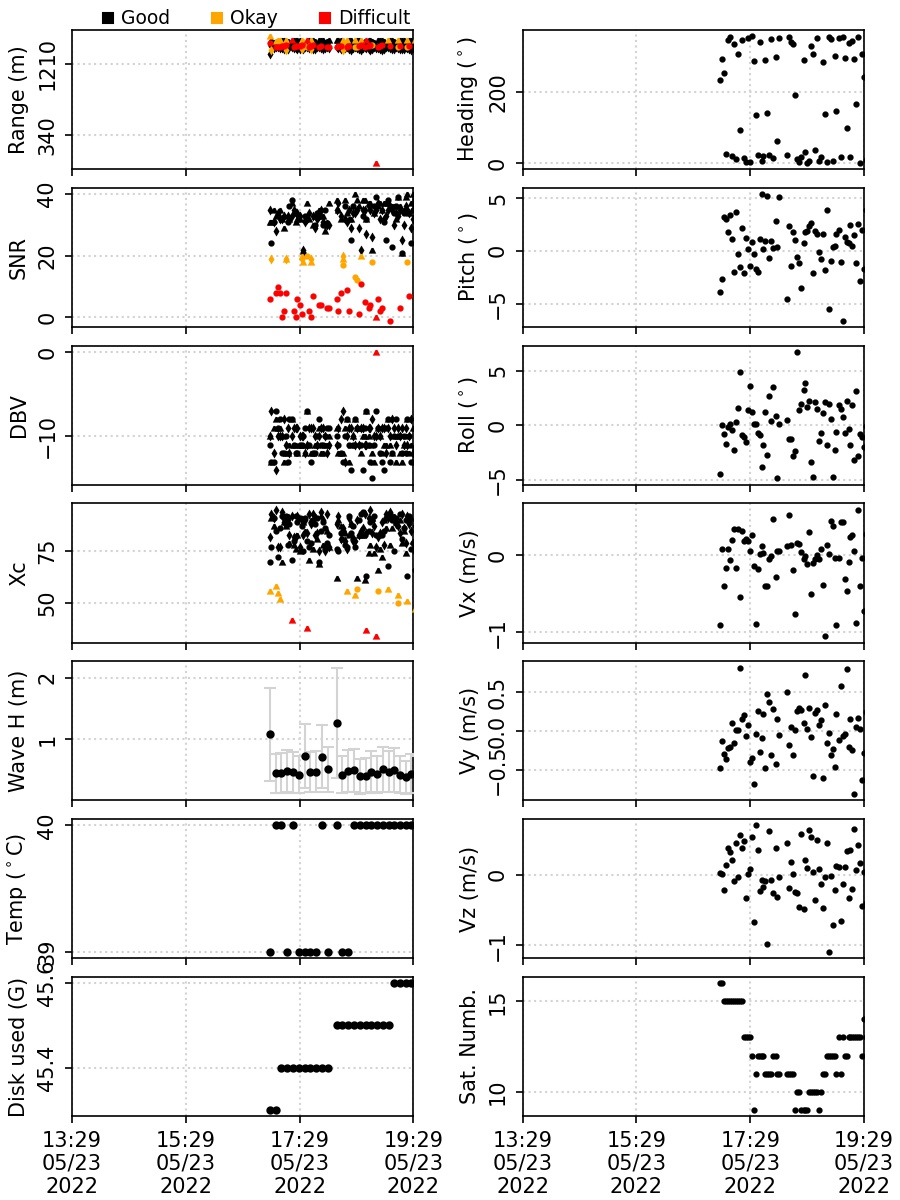 Good Okay Difficult
Range (m)
1210
340
Heading (°)
200
0
SNR
40
20
0
Pitch (°)
5
0
−5
DBV
0
−10
Roll (°)
5
0
−5
Xc
75
50
Vx (m/s)
0
−1
Wave H (m)
2
1
Vy (m/s)
0.5
0.0
−0.5
Temp (°C)
40
39
Vz (m/s)
0
−1
Disk used (G)
45.6
45.4
Sat. Numb.
15
10
13:29 15:29 17:29 19:29 13:29 15:29 17:29 19:29
05/23 05/23 05/23 05/23 05/23 05/23 05/23 05/23
2022 2022 2022 2022 2022 2022 2022 2022